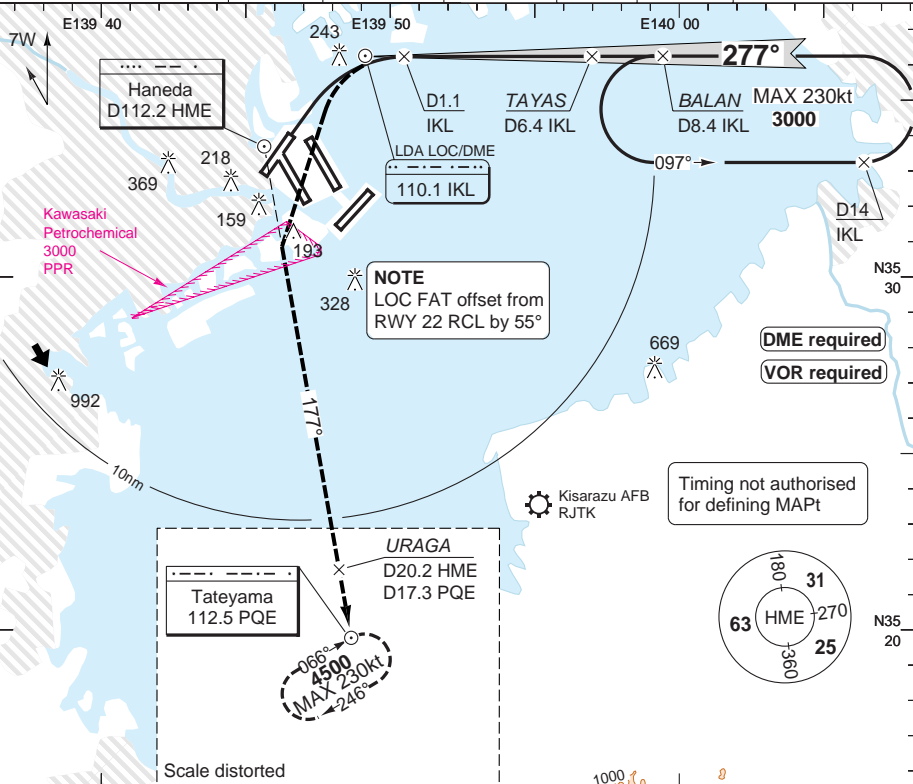 E139 40
E139 50
E140 00
7W
243
277°
Haneda
D112.2 HME
D1.1
IKL
TAYAS
D6.4 IKL
BALAN
D8.4 IKL
MAX 230kt
3000
LDA LOC/DME
110.1 IKL
097°
D14
IKL
218
369
159
193
Kawasaki
Petrochemical
3000
PPR
328
NOTE
LOC FAT offset from
RWY 22 RCL by 55°
N35
30
669
DME required
VOR required
992
177°
10nm
Kisarazu AFB
RJTK
Timing not authorised
for defining MAPt
URAGA
D20.2 HME
D17.3 PQE
Tateyama
112.5 PQE
066°
4500
MAX 230kt
246°
180
31
63
HME
270
25
360
N35
20
Scale distorted
1000